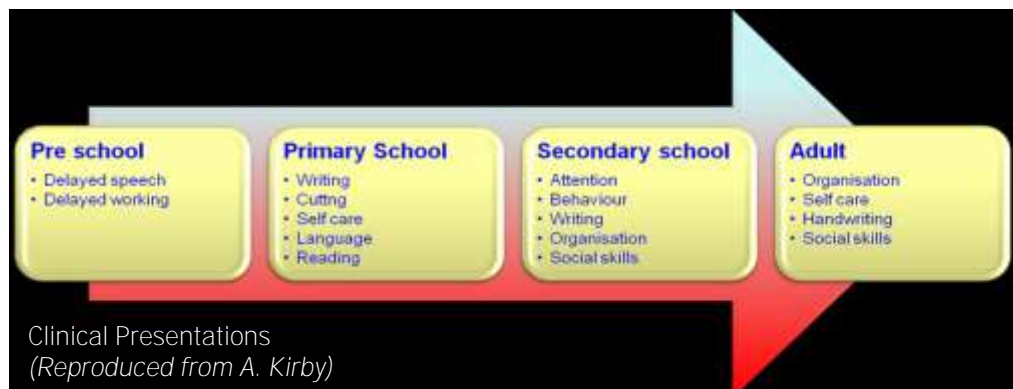 Pre school
• Delayed speech
• Delayed working
Primary School
• Writing
• Cuttng
• Self care
• Language
• Reading
Secondary school
• Attention
• Behaviour
• Writing
• Organisation
• Social skills
Adult
• Organisation
• Self care
• Handwriting
• Social skills
Clinical Presentations
(Reproduced from A. Kirby)